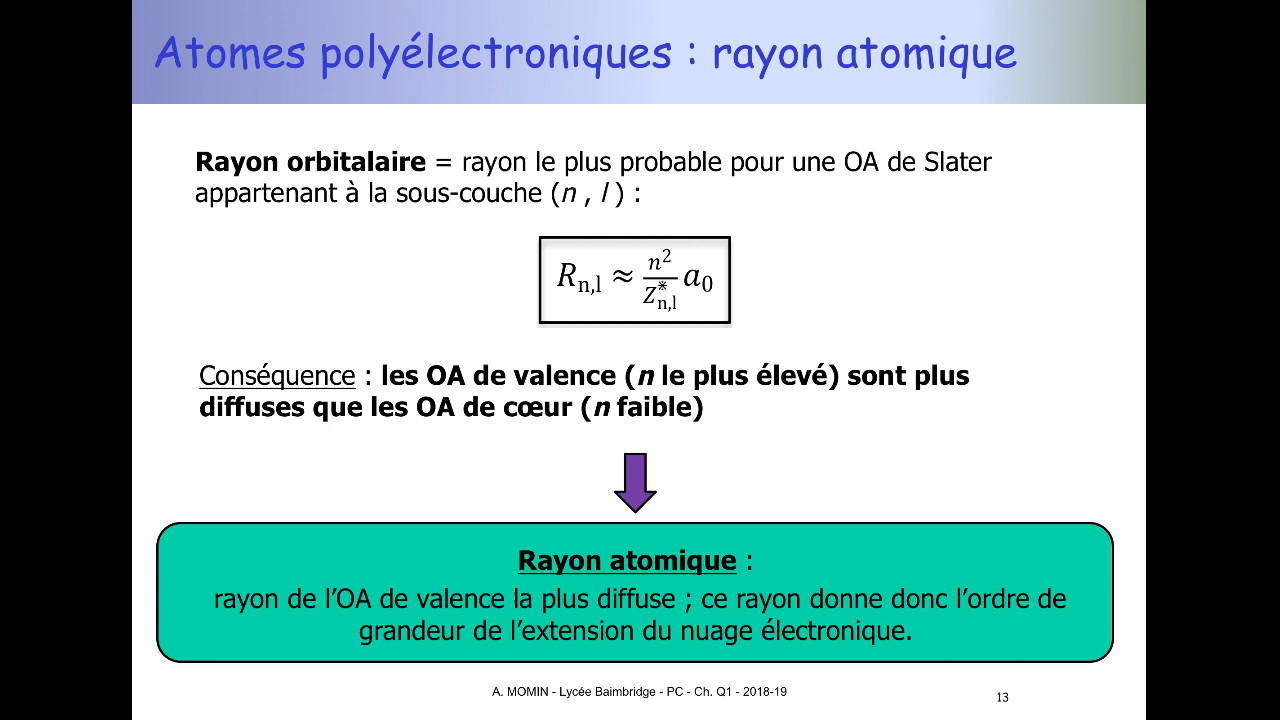 Atomes polyélectroniques : rayon atomique
Rayon orbitalaire = rayon le plus probable pour une OA de Slater
appartenant à la sous-couche (n , l ) :
R_{n,l} ≈ \frac{n^2}{Z^*_{n,l}} a_0
Conséquence : les OA de valence (n le plus élevé) sont plus
diffuses que les OA de cœur (n faible)
Rayon atomique :
rayon de l’OA de valence la plus diffuse ; ce rayon donne donc l’ordre de
grandeur de l’extension du nuage électronique.
A. MOMIN - Lycée Baimbridge - PC - Ch. Q1 - 2018-19
13